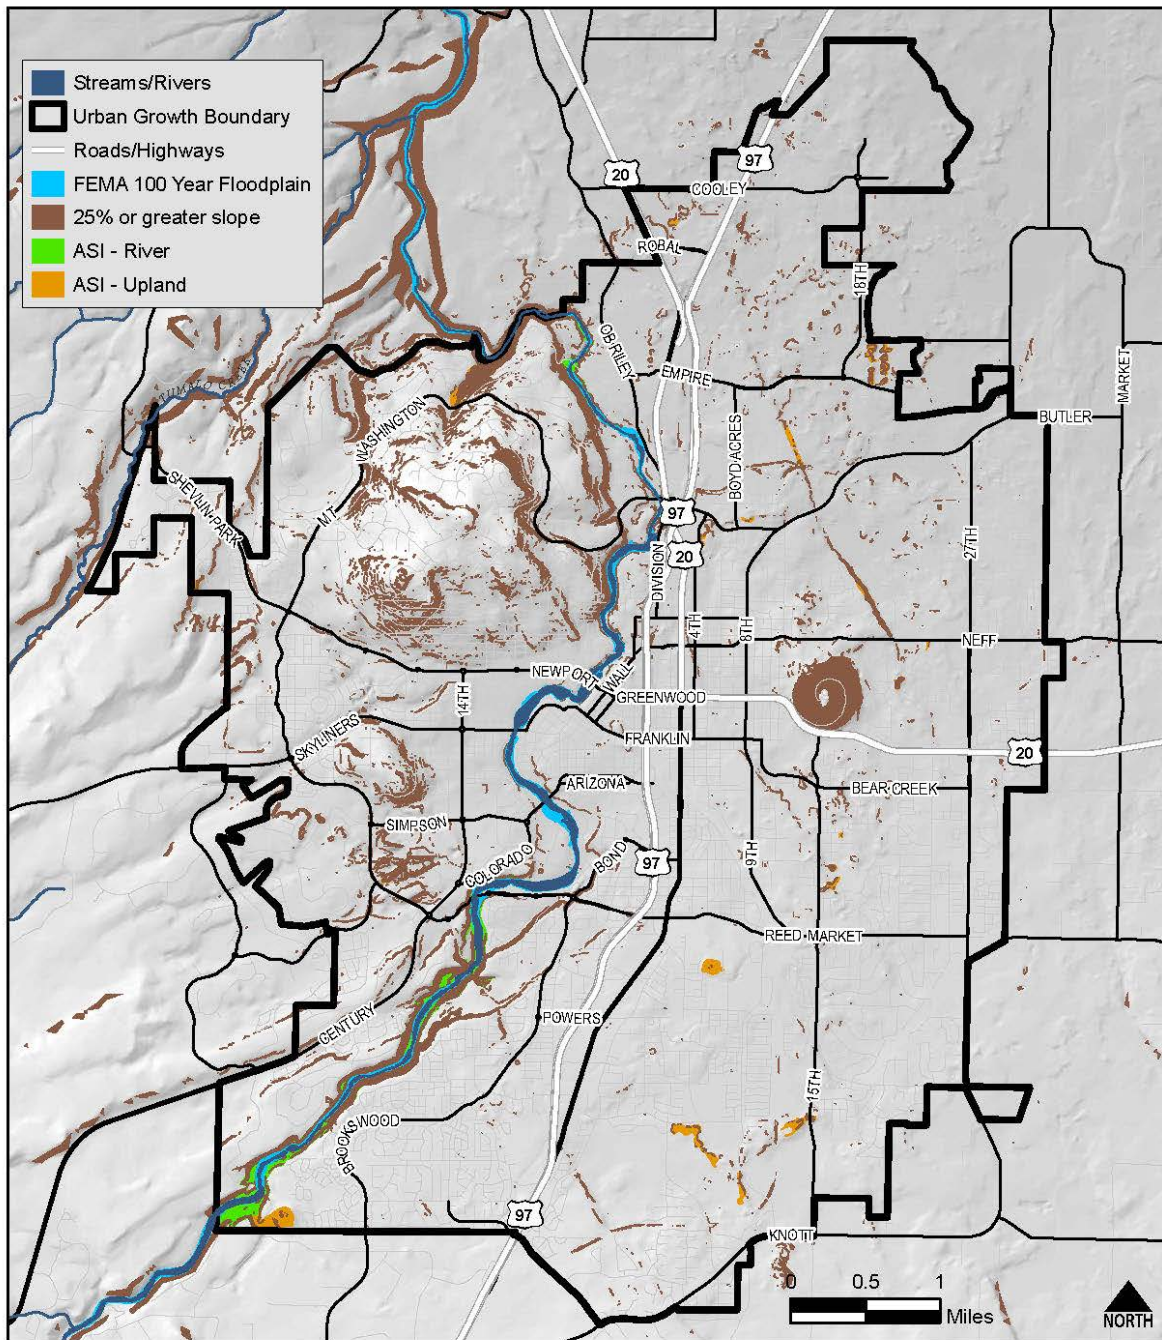 Streams/Rivers
Urban Growth Boundary
Roads/Highways
FEMA 100 Year Floodplain
25% or greater slope
ASI - River
ASI - Upland
20
97
COOLEY
ROBAL
18TH
OB RILEY
EMPIRE
MARKET
TUMALO CREEK
WASHINGTON
MT.
BOYD ACRES
BUTLER
SHEVLIN PARK
97
20
27TH
DIVISION
4TH
8TH
NEFF
NEWPORT
WALL
GREENWOOD
14TH
SKYLINERS
FRANKLIN
20
ARIZONA
BEAR CREEK
SIMPSON
BOND
97
9TH
COLORADO
REED MARKET
CENTURY
POWERS
15TH
BROOKSWOOD
97
KNOTT
0 0.5 1
Miles
NORTH